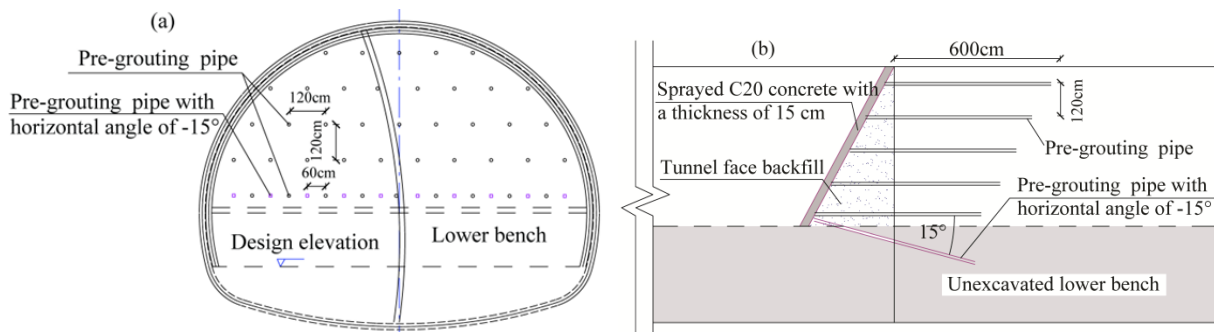 (a)
Pre-grouting pipe
Pre-grouting pipe with
horizontal angle of -15°
120cm
120cm
60cm
Design elevation
Lower bench
(b)
600cm
Sprayed C20 concrete with
a thickness of 15 cm
120cm
Pre-grouting pipe
Tunnel face backfill
Pre-grouting pipe with
horizontal angle of -15°
15°
Unexcavated lower bench